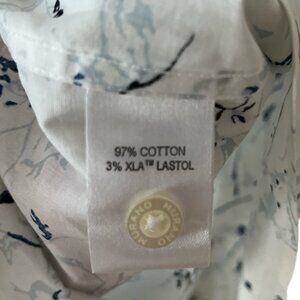 97% COTTON
3% XLA™ LASTOL
MURANO MURANO